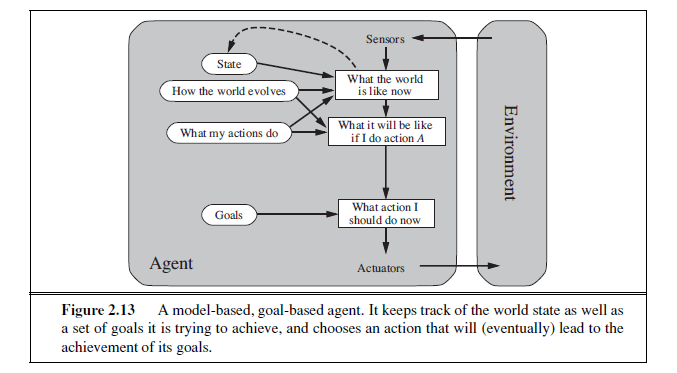 Sensors
State
What the world
is like now
How the world evolves
What it will be like
if I do action A
What my actions do
Environment
Goals
What action I
should do now
Agent
Actuators
Figure 2.13 A model-based, goal-based agent. It keeps track of the world state as well as
a set of goals it is trying to achieve, and chooses an action that will (eventually) lead to the
achievement of its goals.